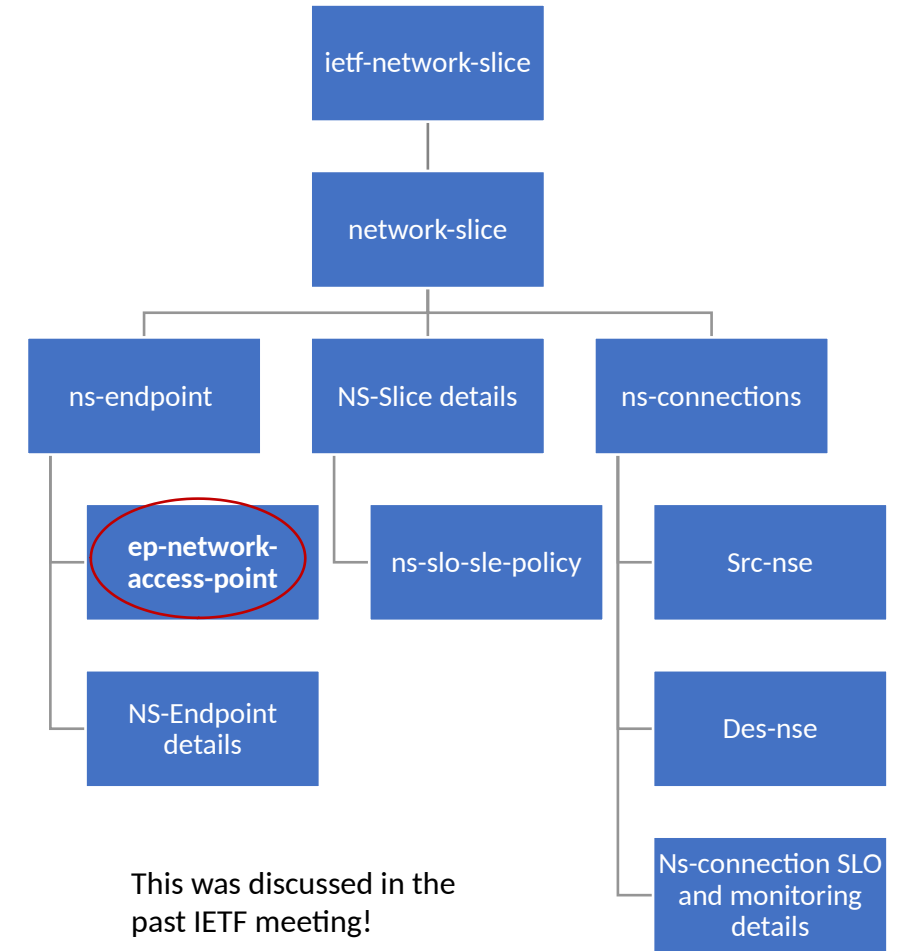 ietf-network-slice
network-slice
ns-endpoint
NS-Slice details
ns-connections
ep-network-
access-point
ns-slo-sle-policy
Src-nse
NS-Endpoint
details
Des-nse
Ns-connection SLO
and monitoring
details
This was discussed in the
past IETF meeting!